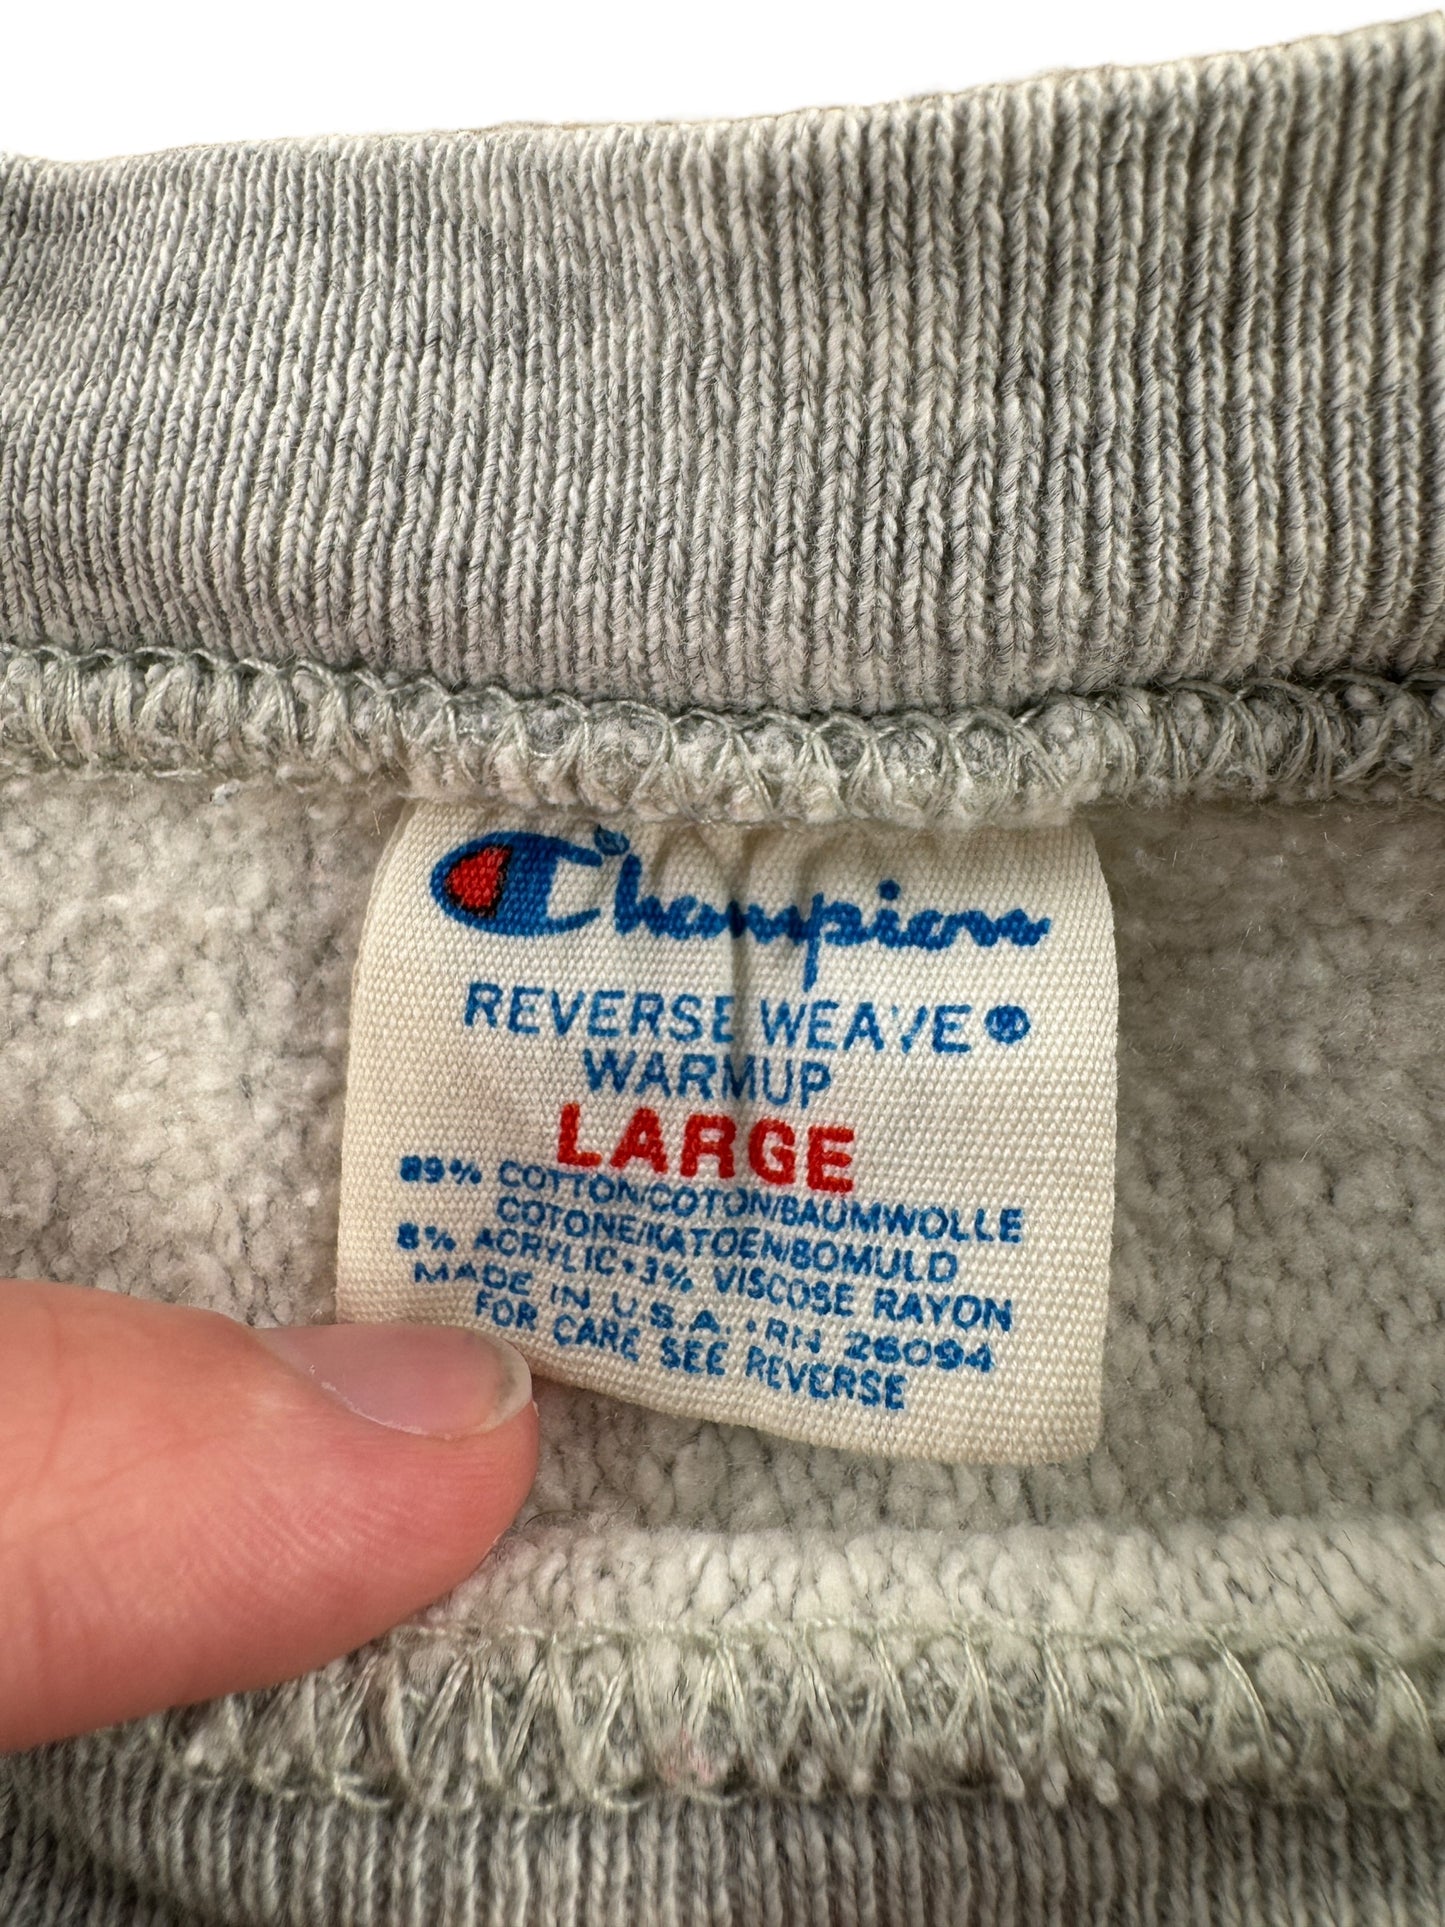 Champion®
REVERSE WEAVE®
WARMUP
LARGE
89% COTTON/COTON/BAUMWOLLE
COTONE/KATOEN/BOMULD
8% ACRYLIC • 3% VISCOSE RAYON
MADE IN U.S.A. • RN 26094
FOR CARE SEE REVERSE